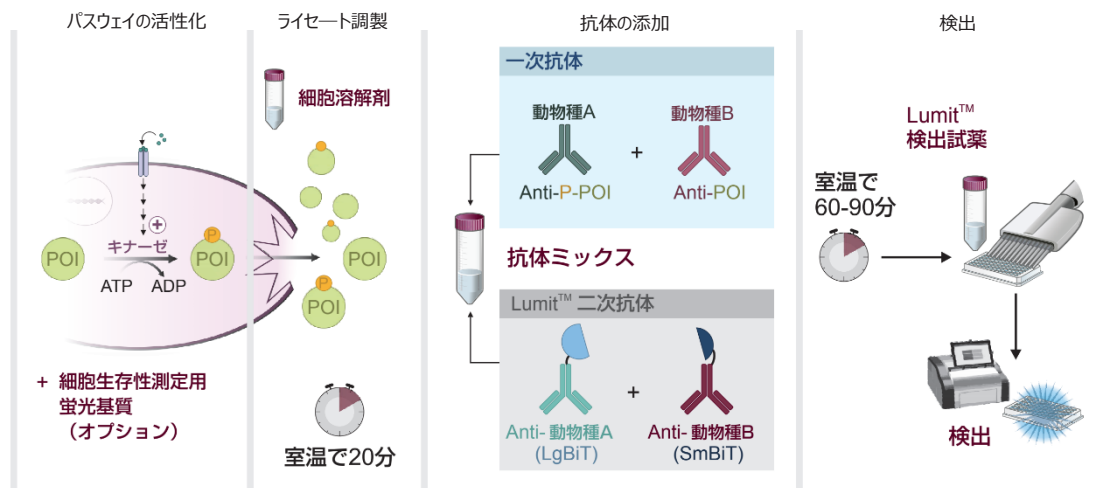 パスウェイの活性化
ライセート調製
抗体の添加
検出
POI
キナーゼ
+
P
POI
ATP
ADP
+ 細胞生存性測定用
蛍光基質
（オプション）
細胞溶解剤
P
P
POI
P
POI
室温で20分
一次抗体
動物種A
+
動物種B
Anti-P-POI
Anti-POI
抗体ミックス
Lumit™ 二次抗体
+
Anti- 動物種A
(LgBiT)
Anti- 動物種B
(SmBiT)
Lumit™
検出試薬
室温で
60-90分
検出